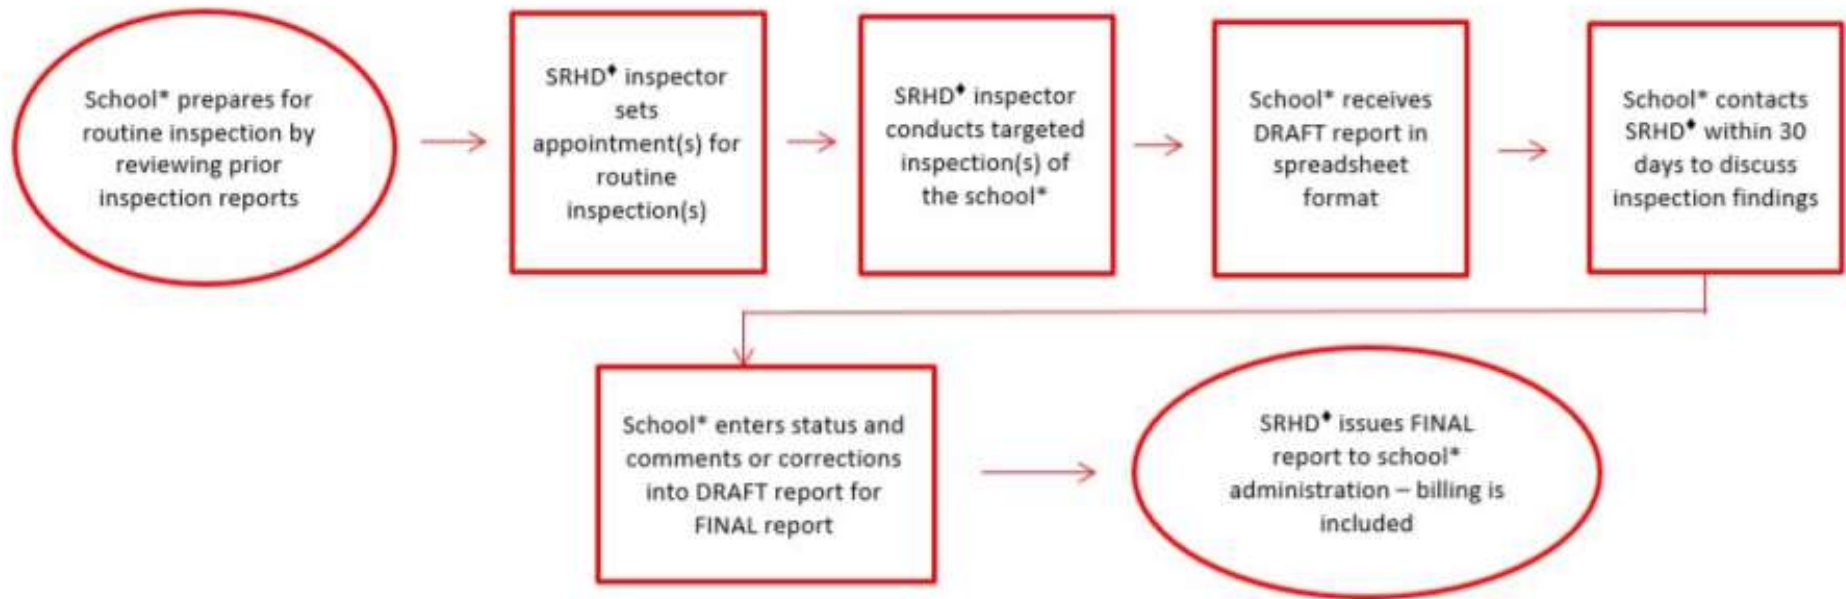 School* prepares for
routine inspection by
reviewing prior
inspection reports
SRHD♦ inspector
sets
appointment(s) for
routine
inspection(s)
SRHD♦ inspector
conducts targeted
inspection(s) of
the school*
School* receives
DRAFT report in
spreadsheet
format
School* contacts
SRHD♦ within 30
days to discuss
inspection findings
School* enters status and
comments or corrections
into DRAFT report for
FINAL report
SRHD♦ issues FINAL
report to school*
administration – billing is
included